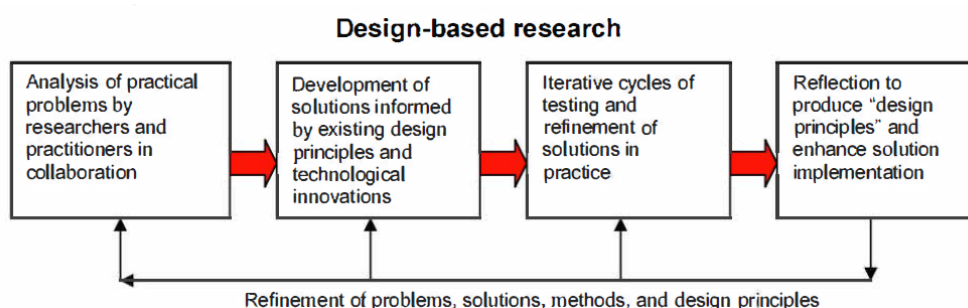 Design-based research
Analysis of practical
problems by
researchers and
practitioners in
collaboration
Development of
solutions informed
by existing design
principles and
technological
innovations
Iterative cycles of
testing and
refinement of
solutions in
practice
Reflection to
produce “design
principles” and
enhance solution
implementation
Refinement of problems, solutions, methods, and design principles